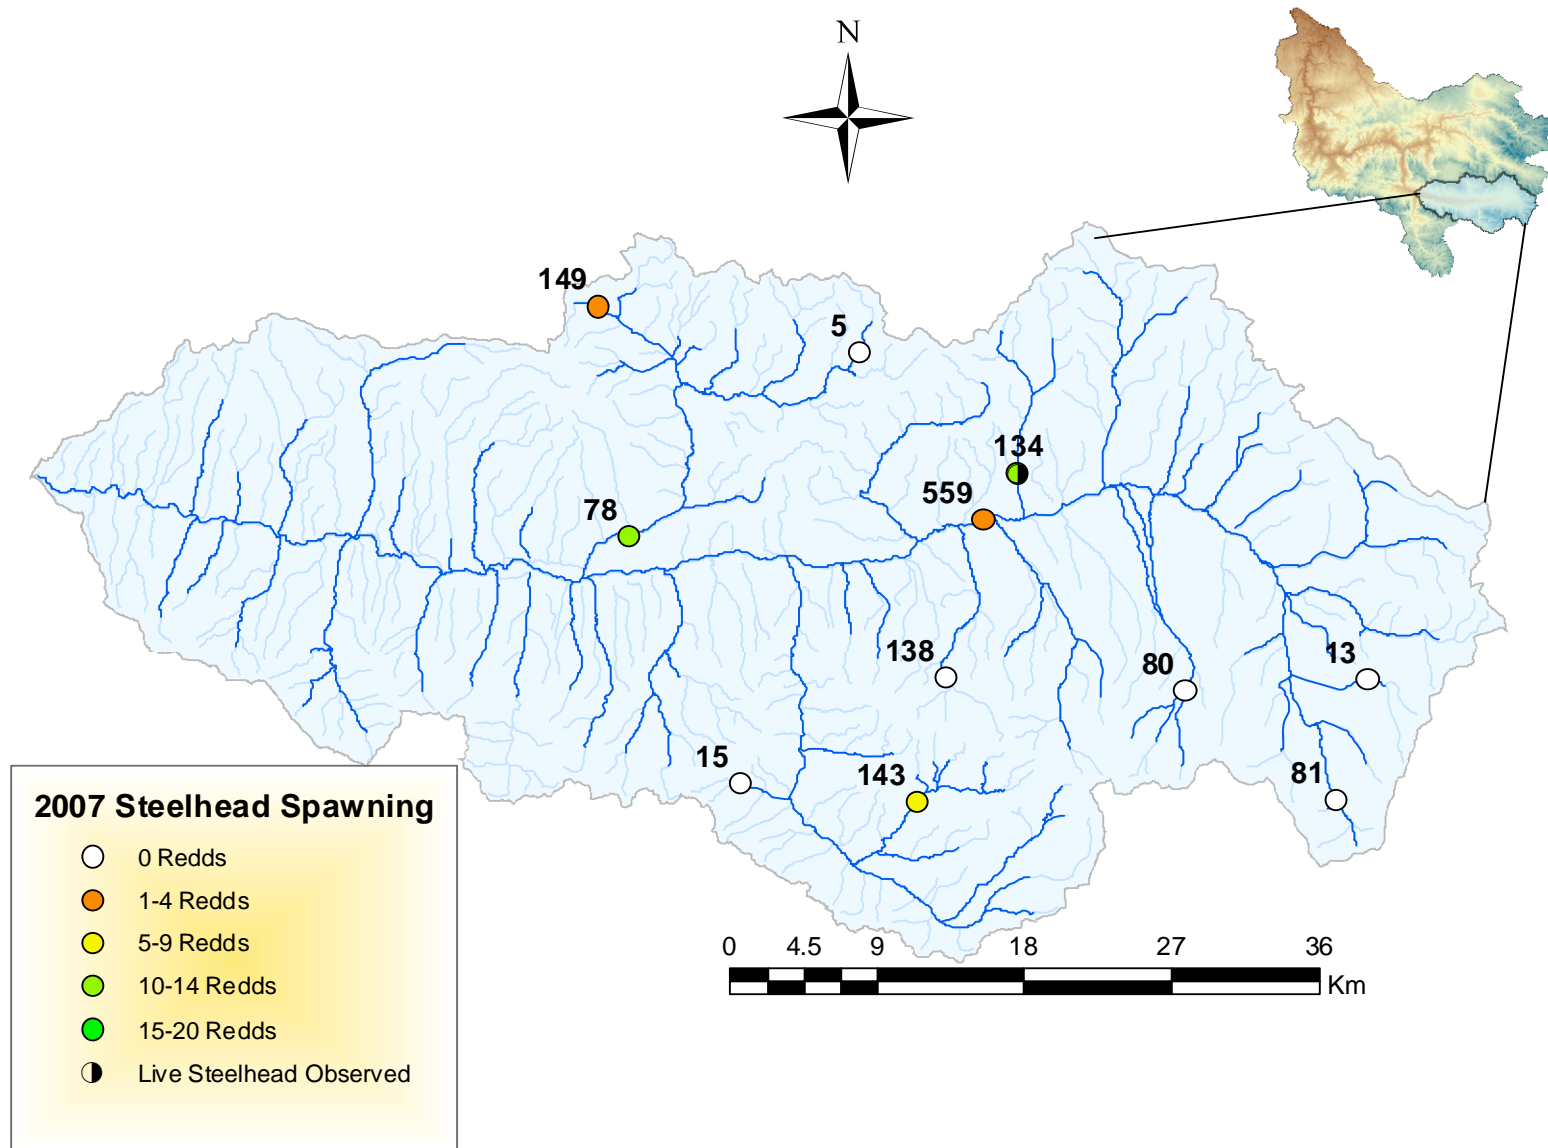 N
149
5
134
559
78
138
80
13
15
143
81
2007 Steelhead Spawning
0 Redds
1-4 Redds
5-9 Redds
10-14 Redds
15-20 Redds
Live Steelhead Observed
0 4.5 9 18 27 36
Km